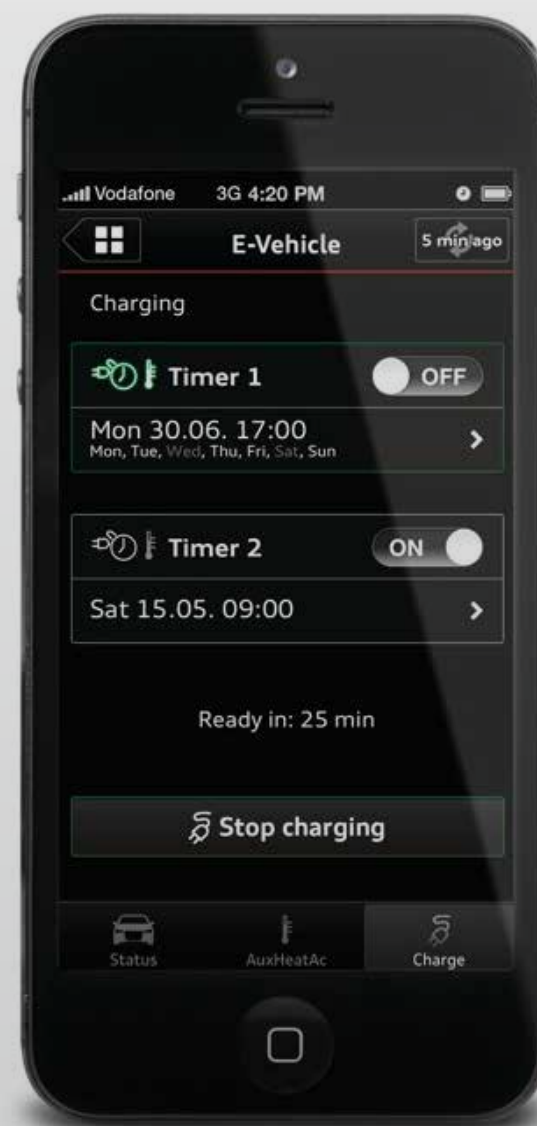 Vodafone 3G 4:20 PM
E-Vehicle 5 min ago
Charging
Timer 1 OFF
Mon 30.06. 17:00
Mon, Tue, Wed, Thu, Fri, Sat, Sun
Timer 2 ON
Sat 15.05. 09:00
Ready in: 25 min
Stop charging
Status AuxHeatAc Charge